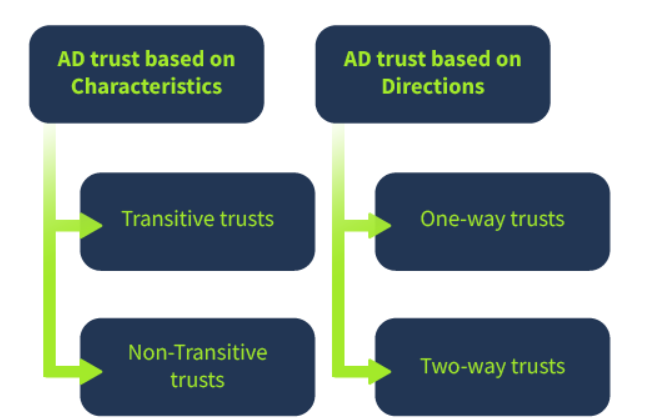 AD trust based on
Characteristics
AD trust based on
Directions
Transitive trusts
One-way trusts
Non-Transitive
trusts
Two-way trusts